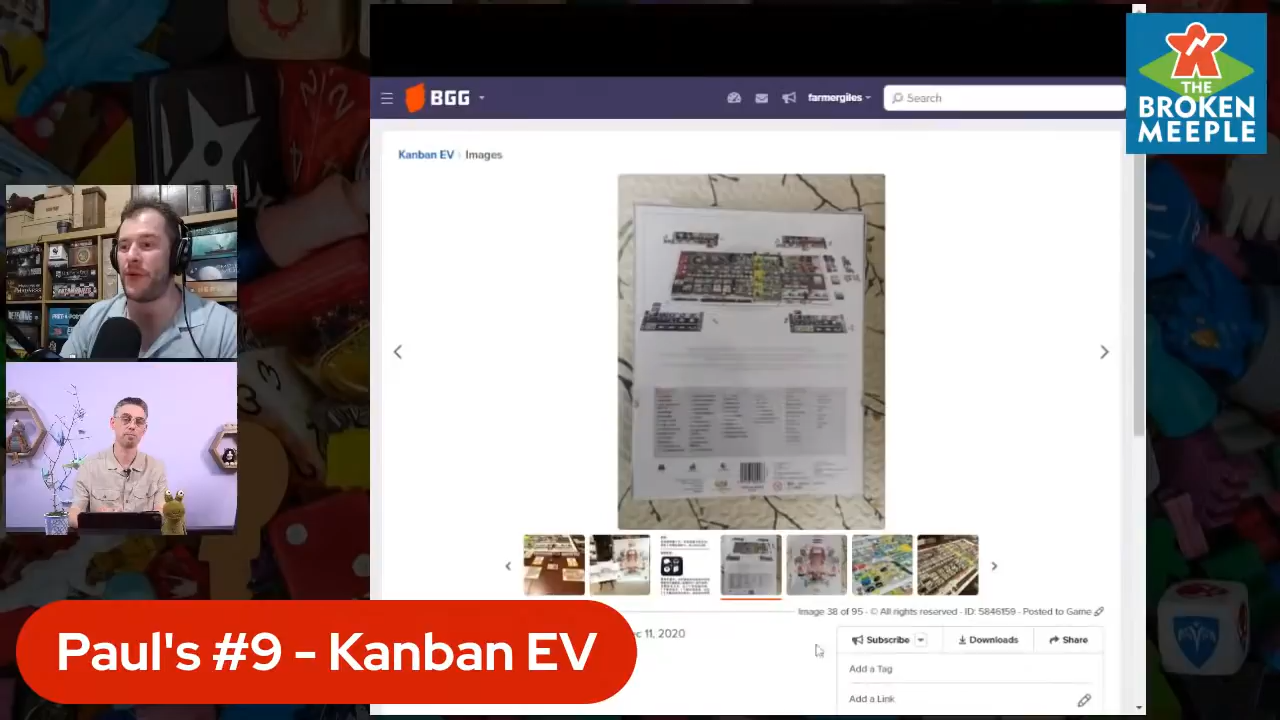 BGG
farmergiles
Search
THE
BROKEN
MEEPLE
Kanban EV
Images
Image 38 of 95 - © All rights reserved - ID: 5846159 - Posted to Game
11, 2020
Subscribe
Downloads
Share
Add a Tag
Add a Link
Paul's #9 - Kanban EV